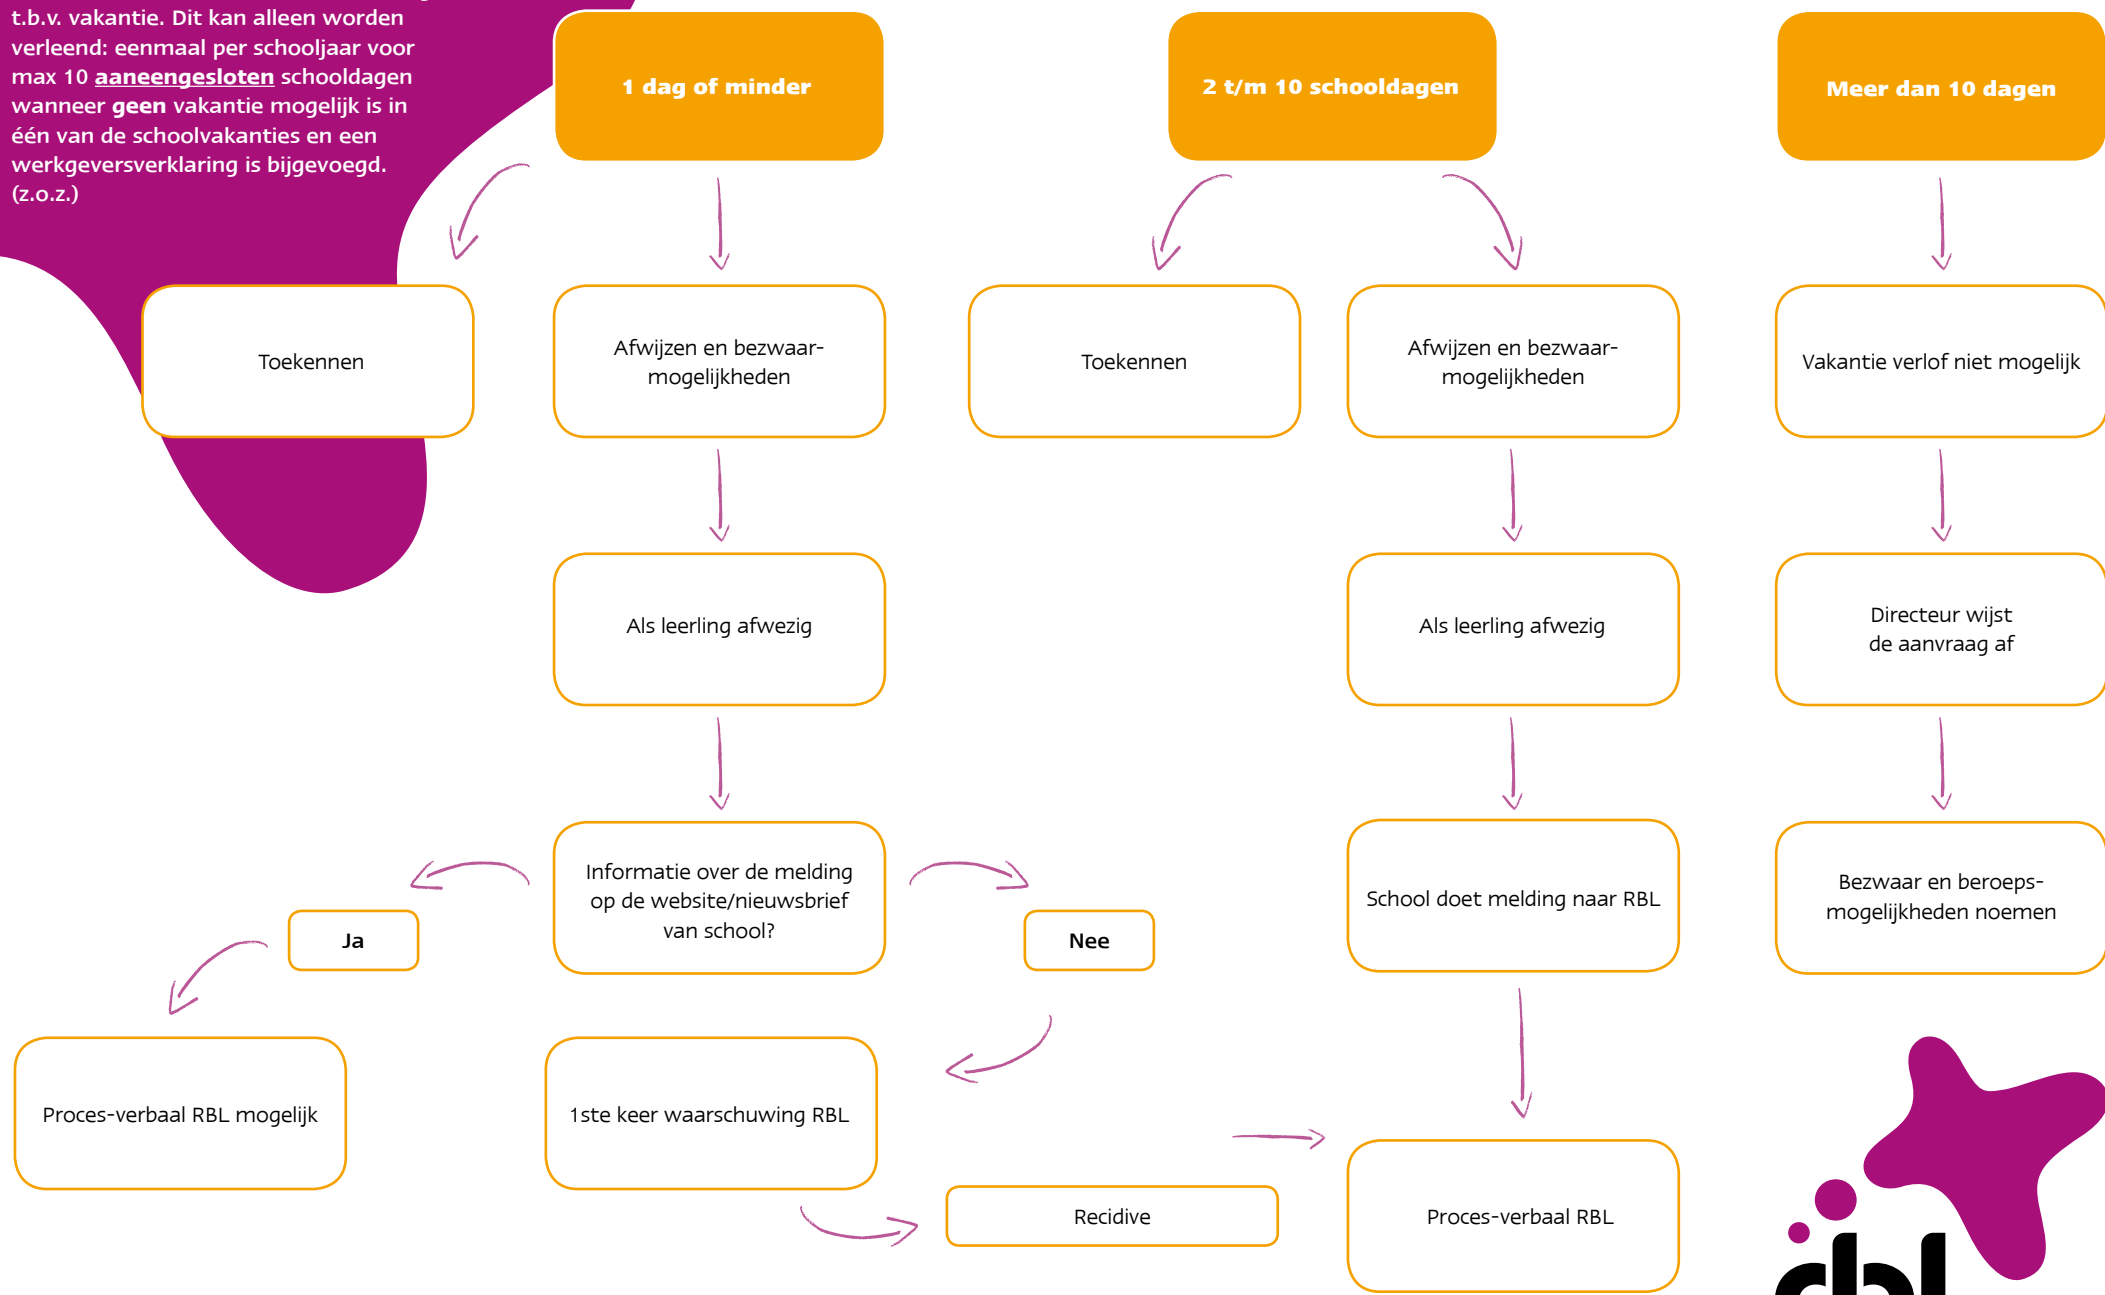 t.b.v. vakantie. Dit kan alleen worden
verleend: eenmaal per schooljaar voor
max 10 aaneengesloten schooldagen
wanneer geen vakantie mogelijk is in
één van de schoolvakanties en een
werkgeversverklaring is bijgevoegd.
(z.o.z.)
1 dag of minder
2 t/m 10 schooldagen
Meer dan 10 dagen
Toekennen
Afwijzen en bezwaar-
mogelijkheden
Toekennen
Afwijzen en bezwaar-
mogelijkheden
Vakantie verlof niet mogelijk
Als leerling afwezig
Als leerling afwezig
Directeur wijst
de aanvraag af
Informatie over de melding
op de website/nieuwsbrief
van school?
Ja
Nee
School doet melding naar RBL
Bezwaar en beroeps-
mogelijkheden noemen
Proces-verbaal RBL mogelijk
1ste keer waarschuwing RBL
Recidive
Proces-verbaal RBL
rbl